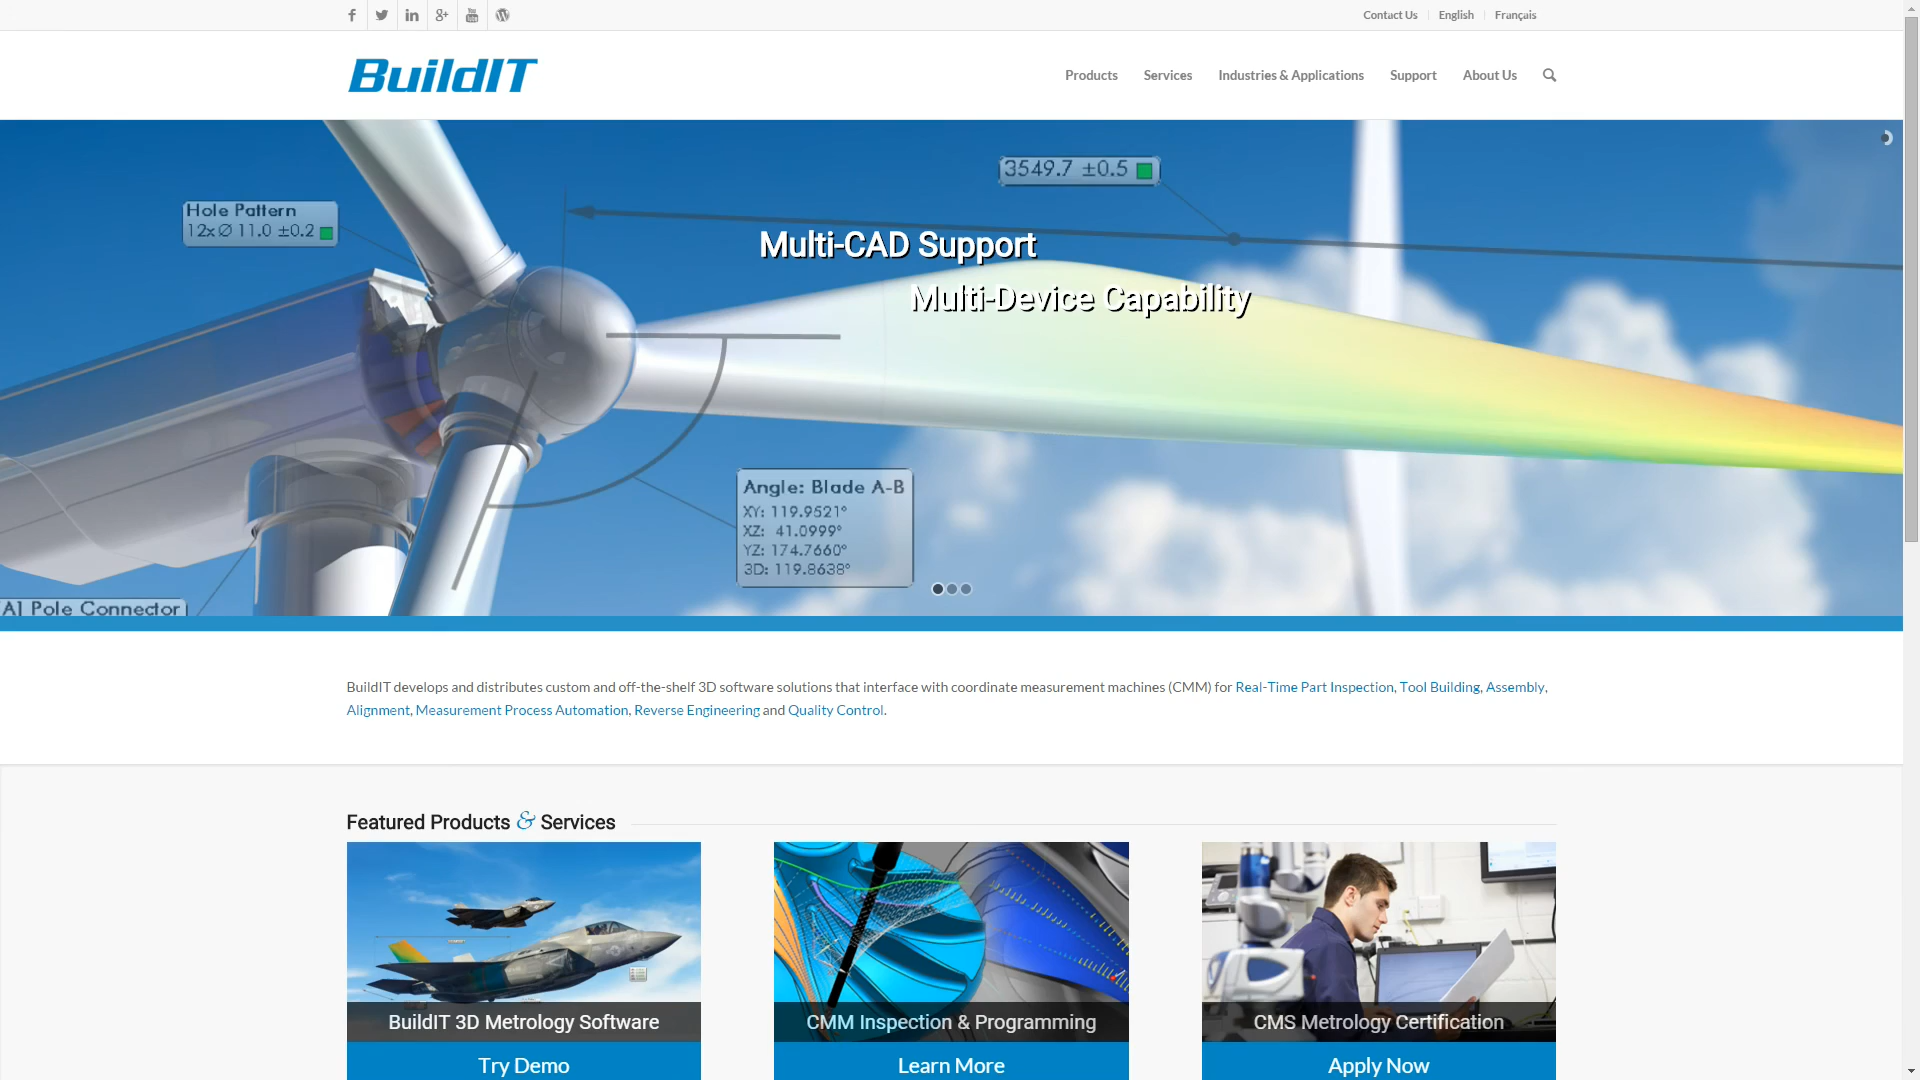 Contact Us
English
Français
BuildIT
Products
Services
Industries & Applications
Support
About Us
3549.7 ±0.5
Hole Pattern
12x Ø 11.0 ±0.2
Multi-CAD Support
Multi-Device Capability
Angle: Blade A-B
XY: 119.9521°
XZ: 41.0999°
YZ: 174.7660°
3D: 119.8638°
A1 Pole Connector
BuildIT develops and distributes custom and off-the-shelf 3D software solutions that interface with coordinate measurement machines (CMM) for Real-Time Part Inspection, Tool Building, Assembly,
Alignment, Measurement Process Automation, Reverse Engineering and Quality Control.
Featured Products & Services
BuildIT 3D Metrology Software
CMM Inspection & Programming
CMS Metrology Certification
Try Demo
Learn More
Apply Now